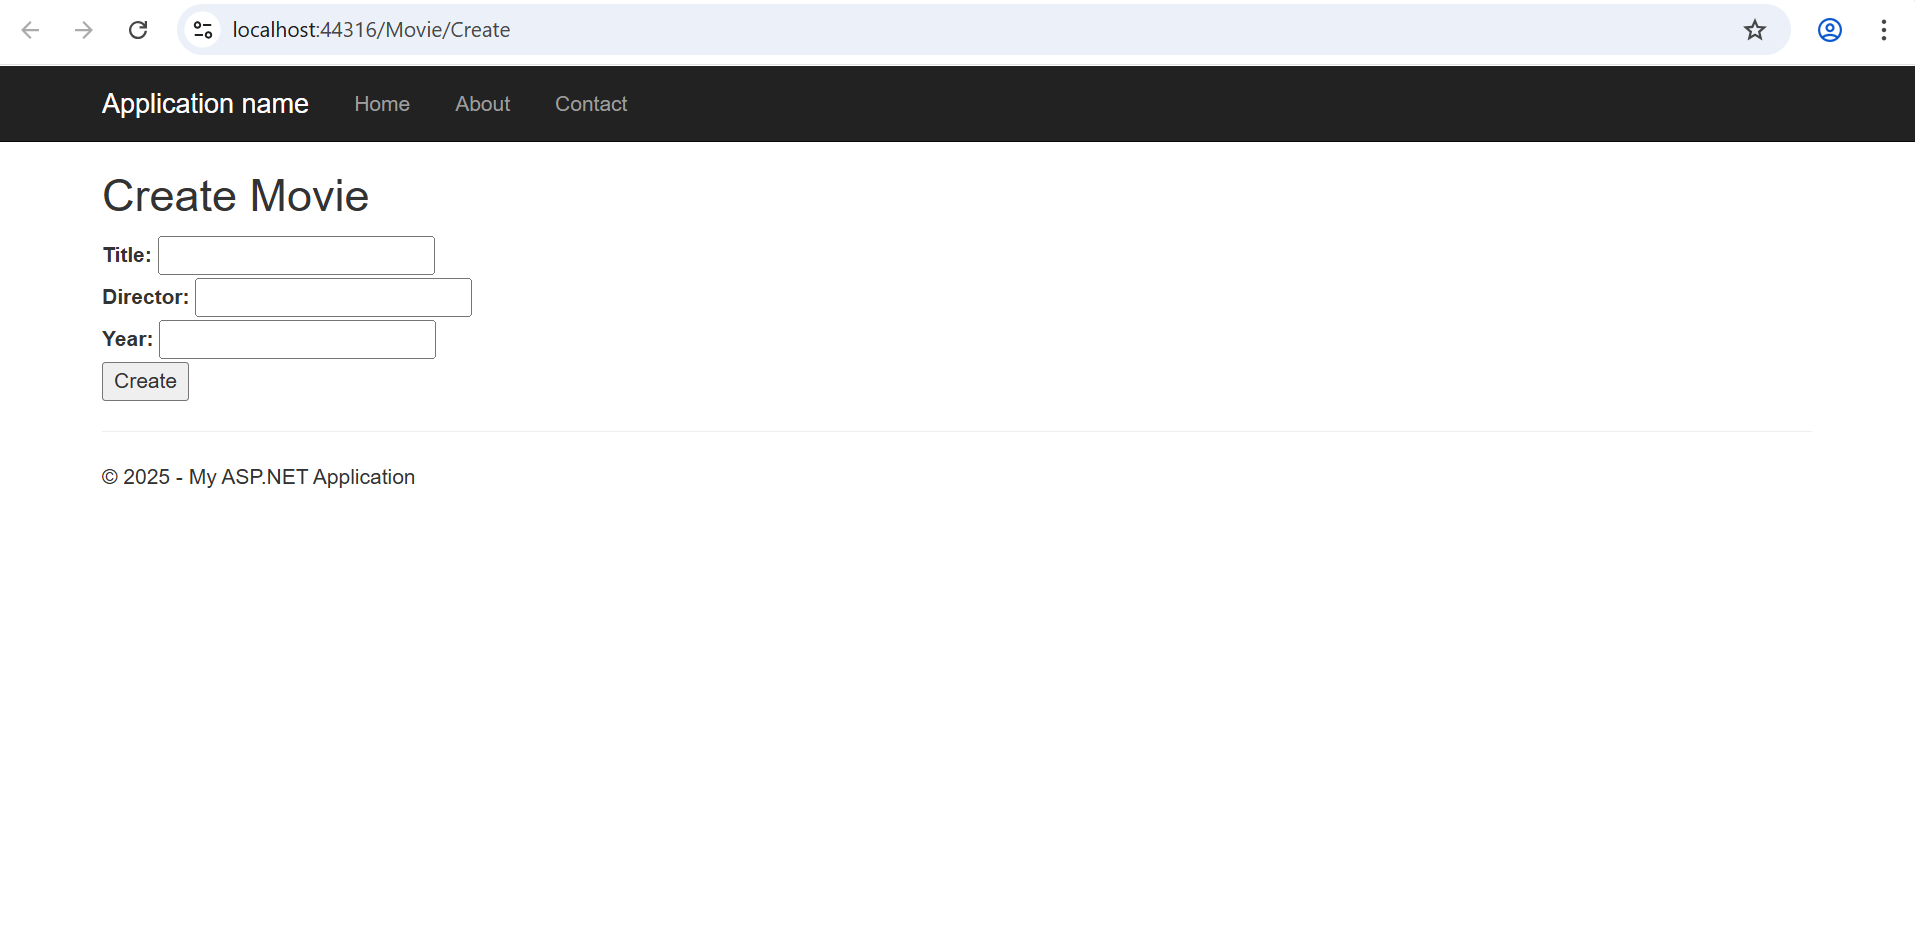 localhost:44316/Movie/Create
Application name Home About Contact
Create Movie
Title:
Director:
Year:
Create
© 2025 - My ASP.NET Application